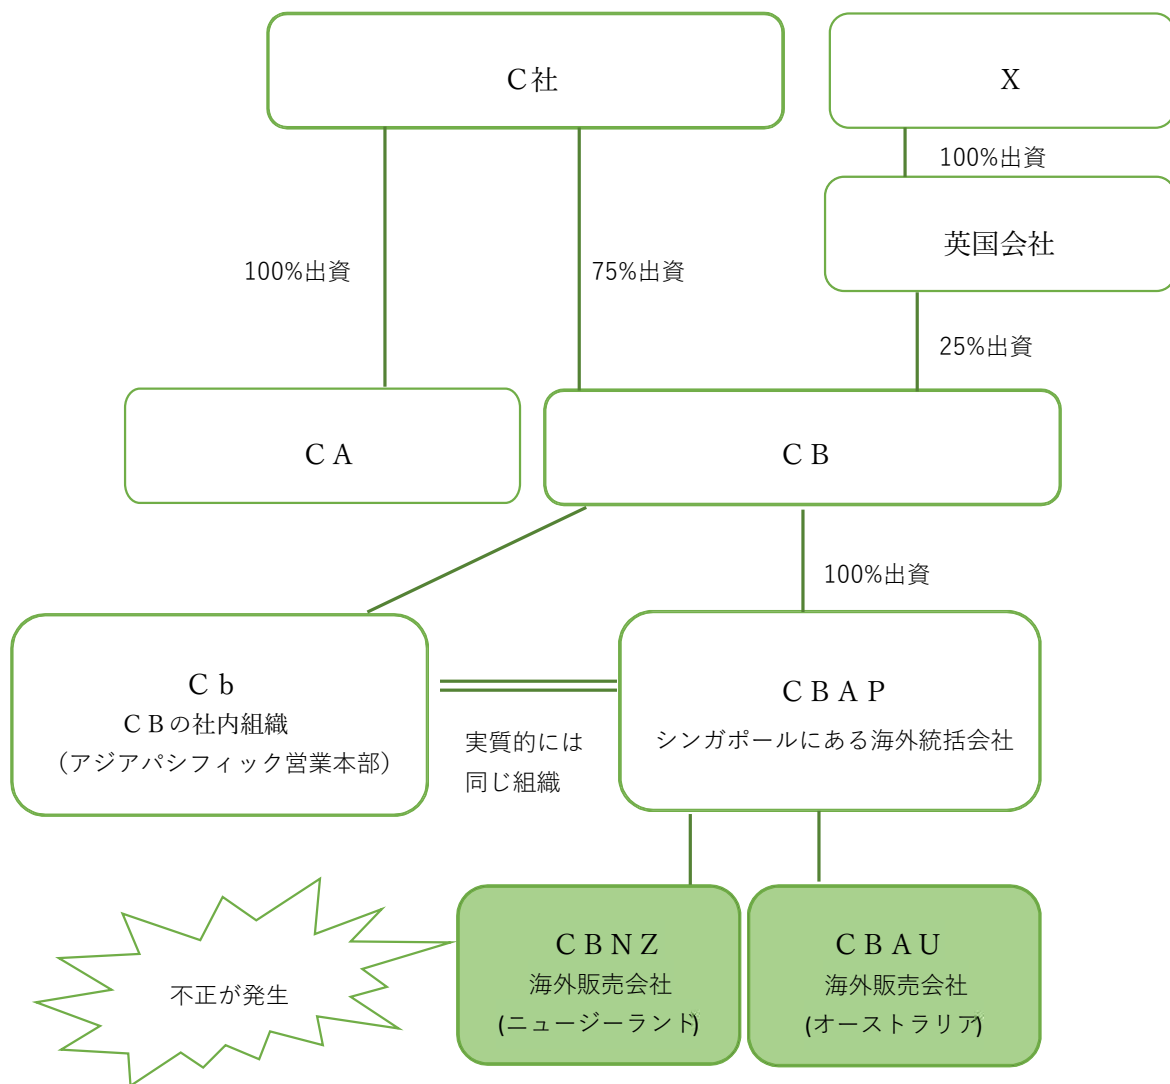 C社
X
100%出資
英国会社
100%出資
75%出資
25%出資
CA
CB
100%出資
Cb
CBの社内組織
（アジアパシフィック営業本部）
実質的には
同じ組織
CBAP
シンガポールにある海外統括会社
不正が発生
CBNZ
海外販売会社
(ニュージーランド)
CBAU
海外販売会社
(オーストラリア)